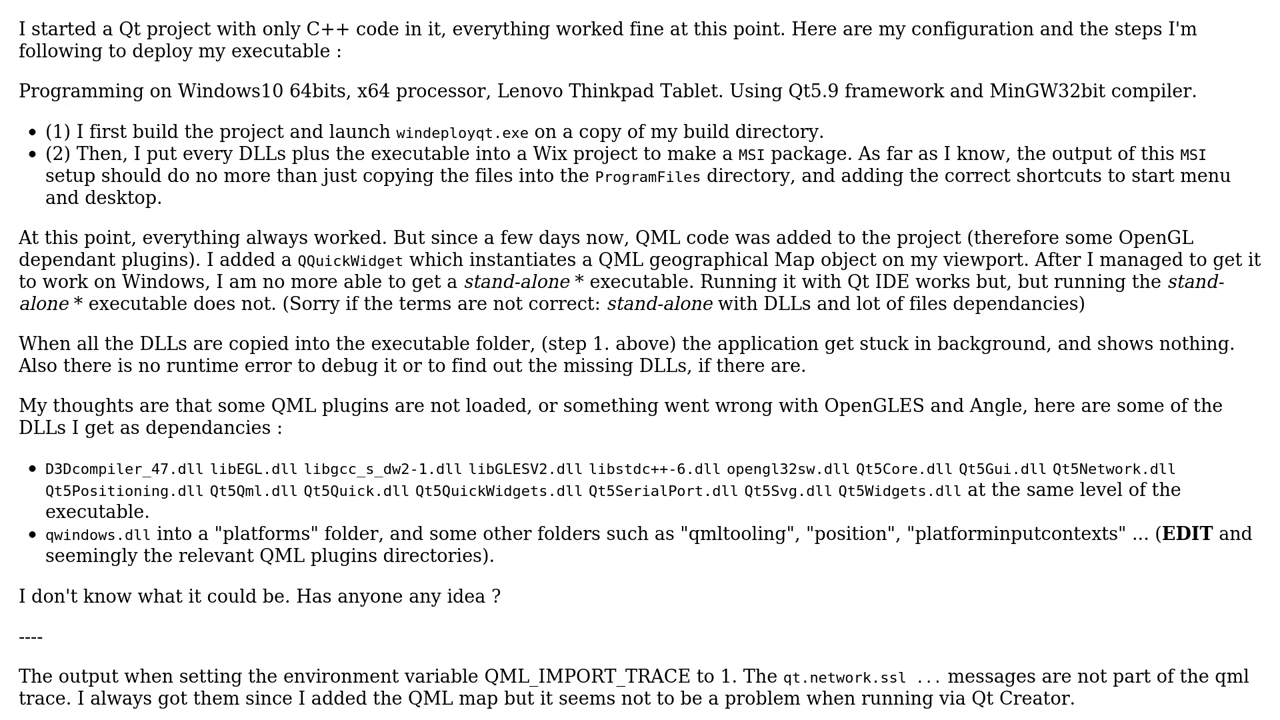 I started a Qt project with only C++ code in it, everything worked fine at this point. Here are my configuration and the steps I'm
following to deploy my executable :
Programming on Windows10 64bits, x64 processor, Lenovo Thinkpad Tablet. Using Qt5.9 framework and MinGW32bit compiler.
• (1) I first build the project and launch windeployqt.exe on a copy of my build directory.
• (2) Then, I put every DLLs plus the executable into a Wix project to make a MSI package. As far as I know, the output of this MSI
setup should do no more than just copying the files into the ProgramFiles directory, and adding the correct shortcuts to start menu
and desktop.
At this point, everything always worked. But since a few days now, QML code was added to the project (therefore some OpenGL
dependant plugins). I added a QQuickWidget which instantiates a QML geographical Map object on my viewport. After I managed to get it
to work on Windows, I am no more able to get a stand-alone * executable. Running it with Qt IDE works but, but running the stand-
alone * executable does not. (Sorry if the terms are not correct: stand-alone with DLLs and lot of files dependancies)
When all the DLLs are copied into the executable folder, (step 1. above) the application get stuck in background, and shows nothing.
Also there is no runtime error to debug it or to find out the missing DLLs, if there are.
My thoughts are that some QML plugins are not loaded, or something went wrong with OpenGLES and Angle, here are some of the
DLLs I get as dependancies :
• D3Dcompiler_47.dll libEGL.dll libgcc_s_dw2-1.dll libGLESV2.dll libstdc++-6.dll opengl32sw.dll Qt5Core.dll Qt5Gui.dll Qt5Network.dll
Qt5Positioning.dll Qt5Qml.dll Qt5Quick.dll Qt5QuickWidgets.dll Qt5SerialPort.dll Qt5Svg.dll Qt5Widgets.dll at the same level of the
executable.
• qwindows.dll into a "platforms" folder, and some other folders such as "qmltooling", "position", "platforminputcontexts" ... (EDIT and
seemingly the relevant QML plugins directories).
I don't know what it could be. Has anyone any idea ?
----
The output when setting the environment variable QML_IMPORT_TRACE to 1. The qt.network.ssl ... messages are not part of the qml
trace. I always got them since I added the QML map but it seems not to be a problem when running via Qt Creator.